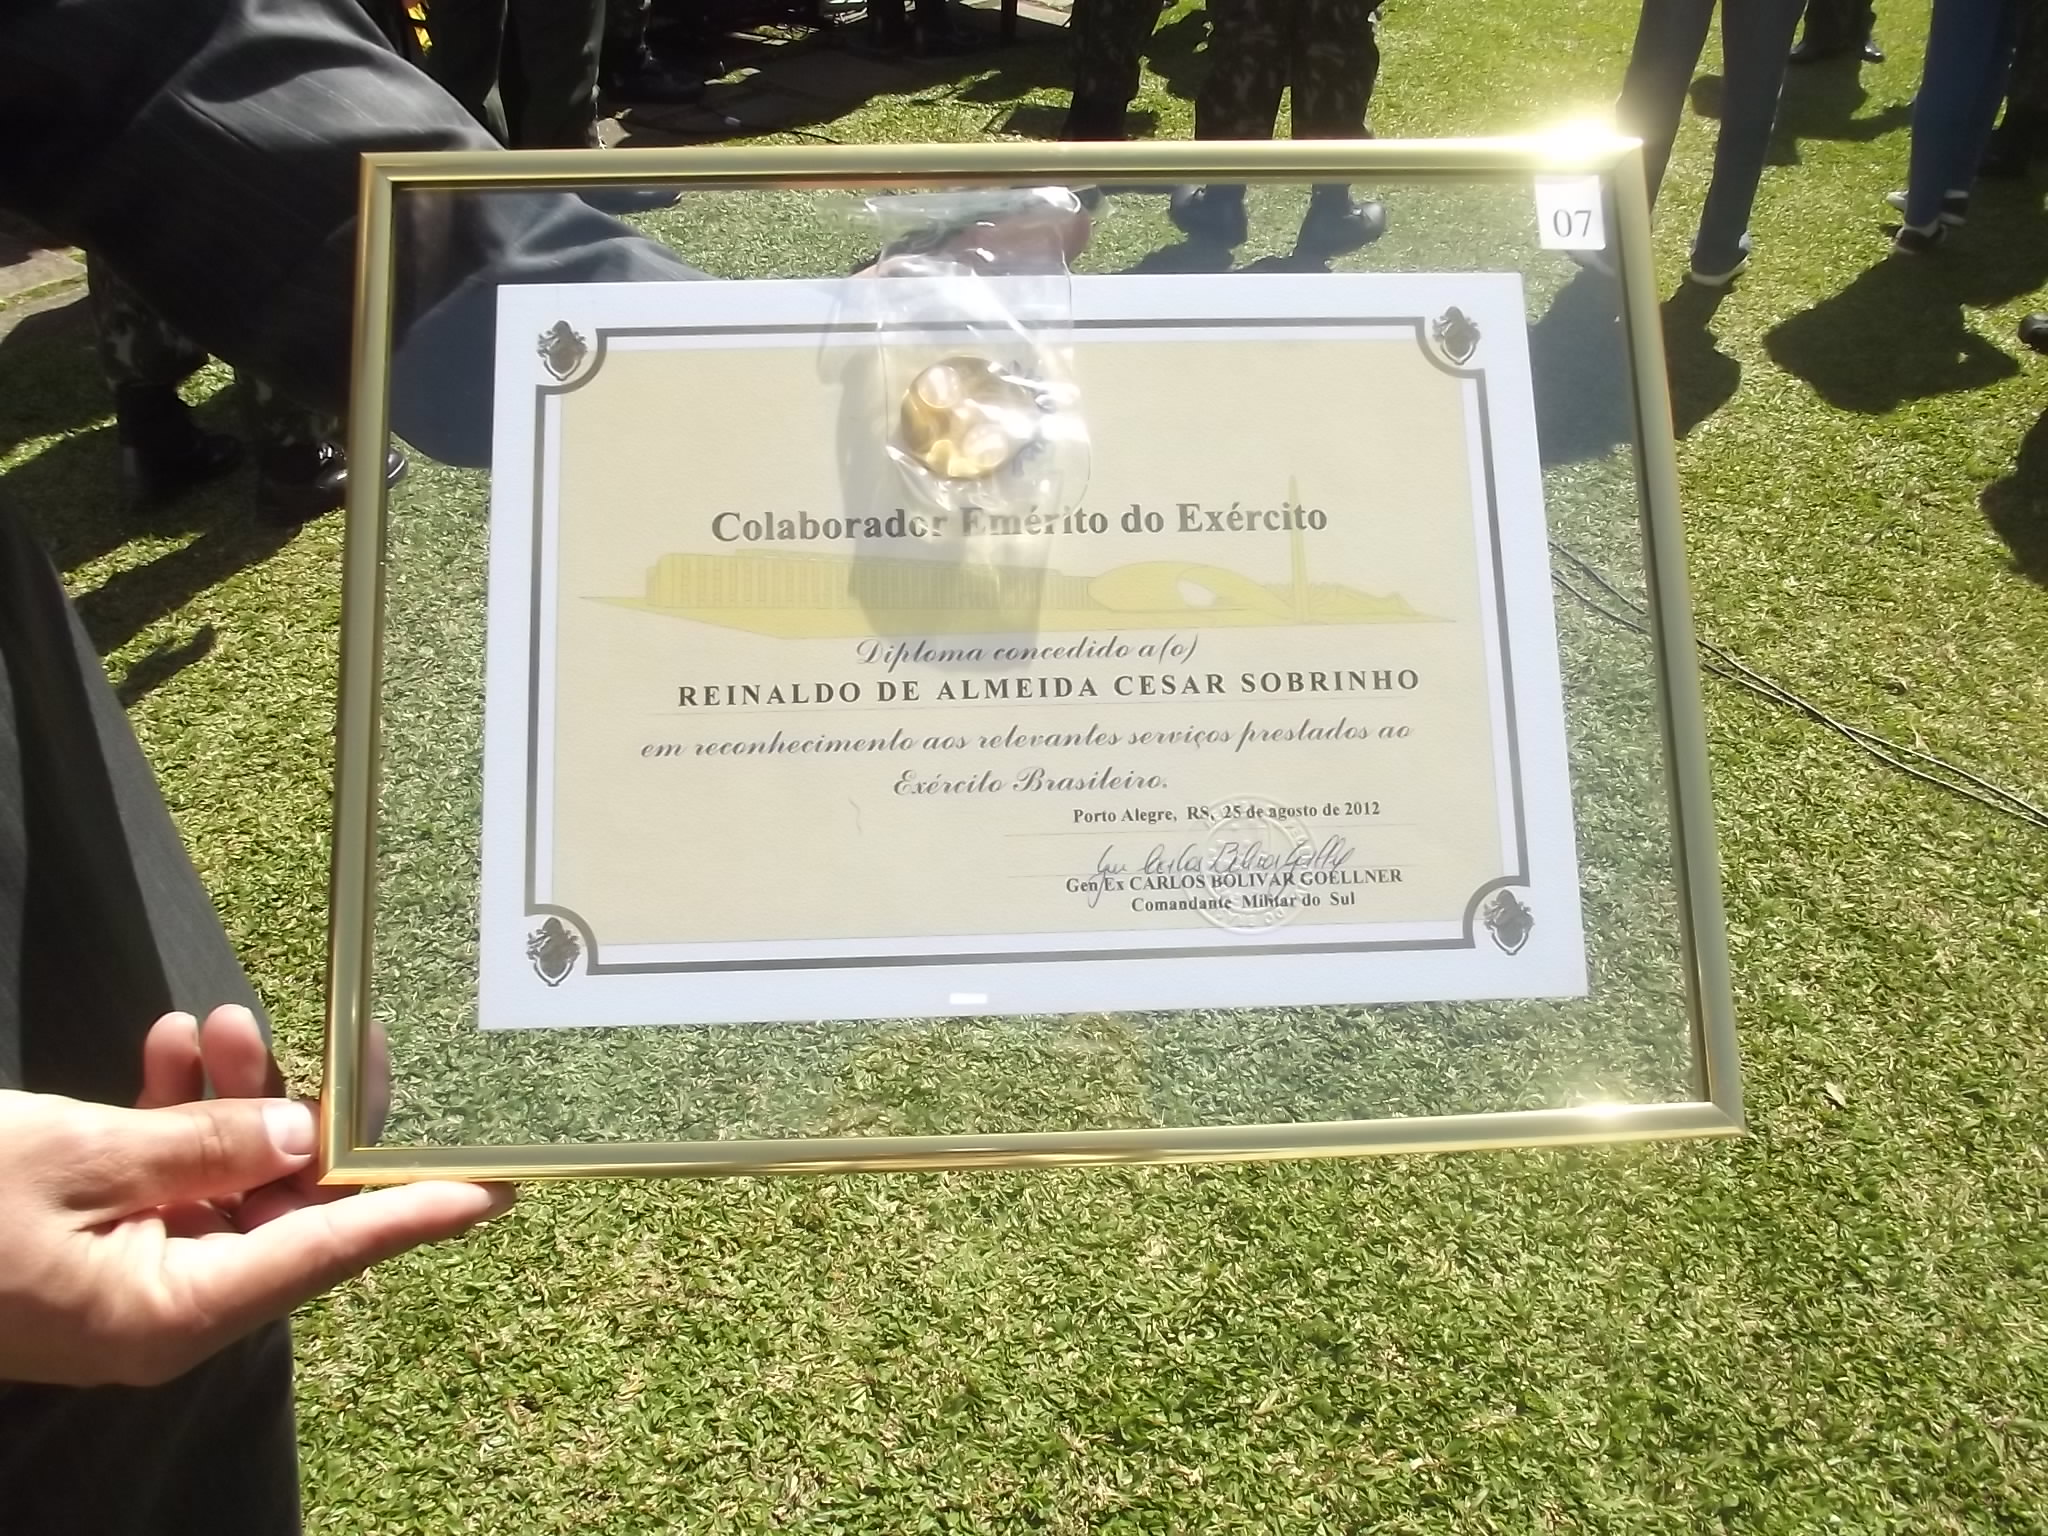 07
Colaborador Emérito do Exército
Diploma concedido a(o)
REINALDO DE ALMEIDA CESAR SOBRINHO
em reconhecimento aos relevantes serviços prestados ao
Exército Brasileiro.
Porto Alegre, RS, 25 de agosto de 2012
Gen Ex CARLOS BOLIVAR GOELLNER
Comandante Militar do Sul